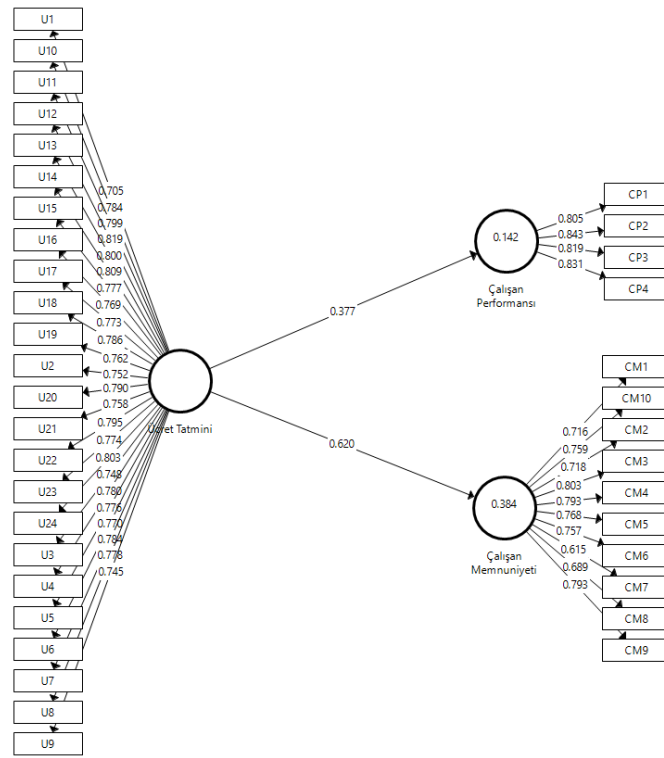 U1
U10
U11
U12
U13
U14
U15
U16
U17
U18
U19
U2
U20
U21
U22
U23
U24
U3
U4
U5
U6
U7
U8
U9
0.705
0.784
0.799
0.819
0.800
0.809
0.777
0.769
0.773
0.786
0.762
0.752
0.790
0.758
0.795
0.774
0.803
0.748
0.780
0.776
0.770
0.784
0.778
0.745
Ücret Tatmini
0.377
0.620
0.142
Çalışan
Performansı
0.805
0.843
0.819
0.831
CP1
CP2
CP3
CP4
0.384
Çalışan
Memnuniyeti
0.716
0.759
0.718
0.803
0.793
0.768
0.757
0.615
0.689
0.793
CM1
CM10
CM2
CM3
CM4
CM5
CM6
CM7
CM8
CM9